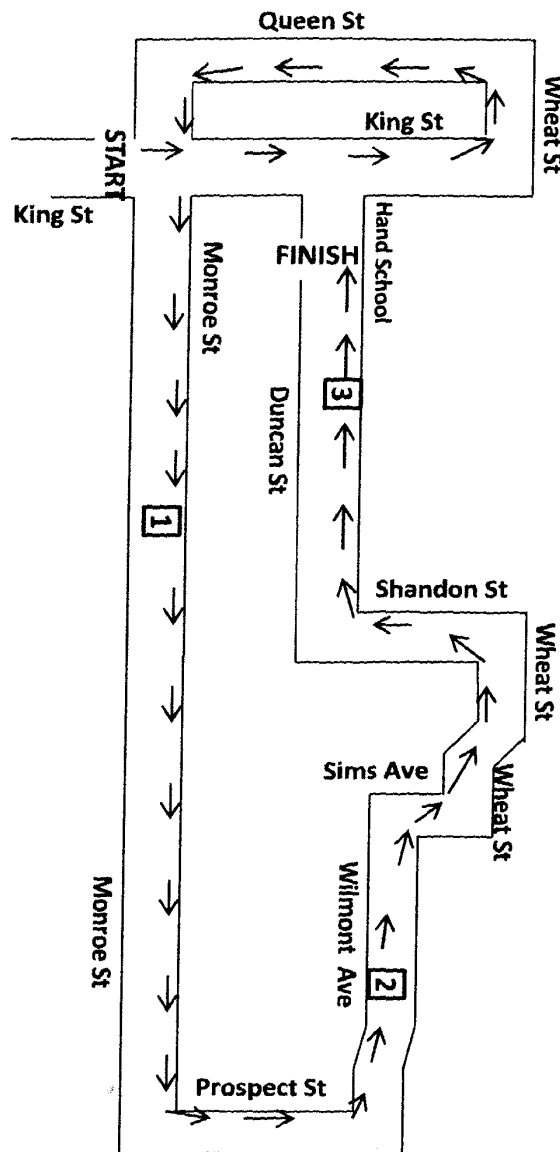 Queen St
Wheat St
King St
START
King St
Monroe St
Hand School
FINISH
3
Duncan St
1
Shandon St
Wheat St
Sims Ave
Wheat St
Monroe St
Wilmont Ave
2
Prospect St